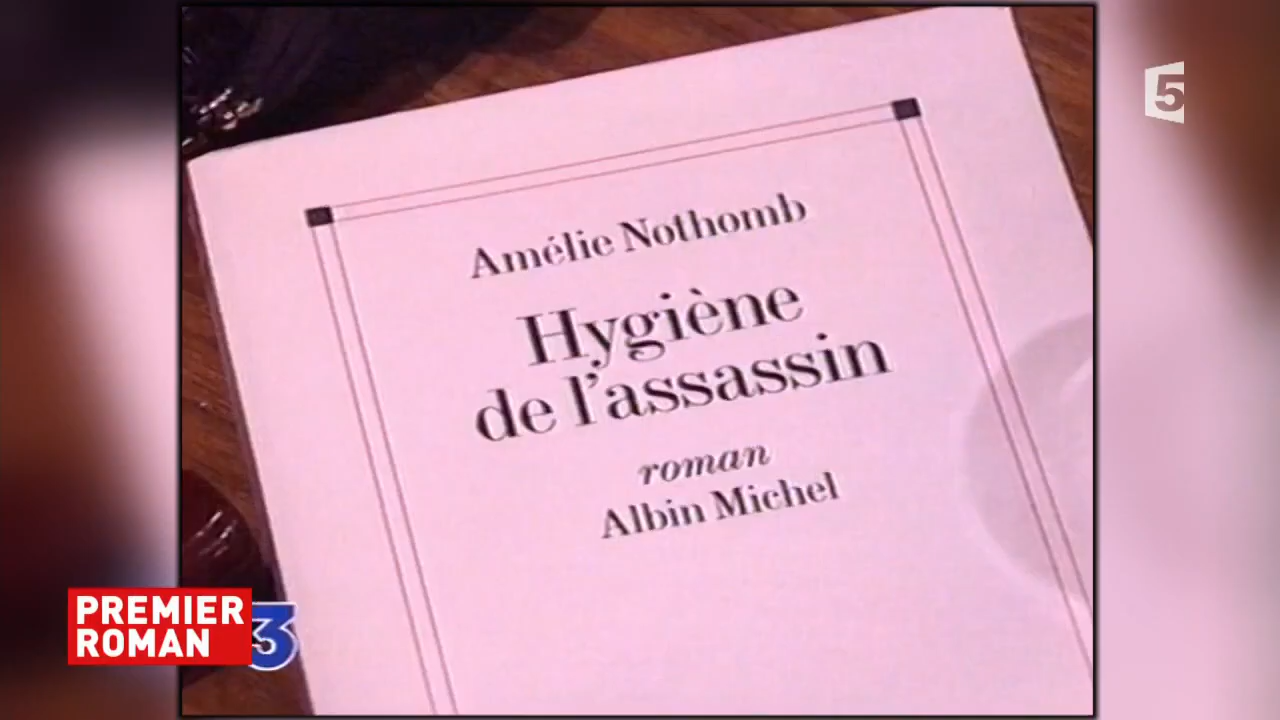 5
Amélie Nothomb
Hygiène
de l'assassin
roman
Albin Michel
PREMIER
ROMAN
3